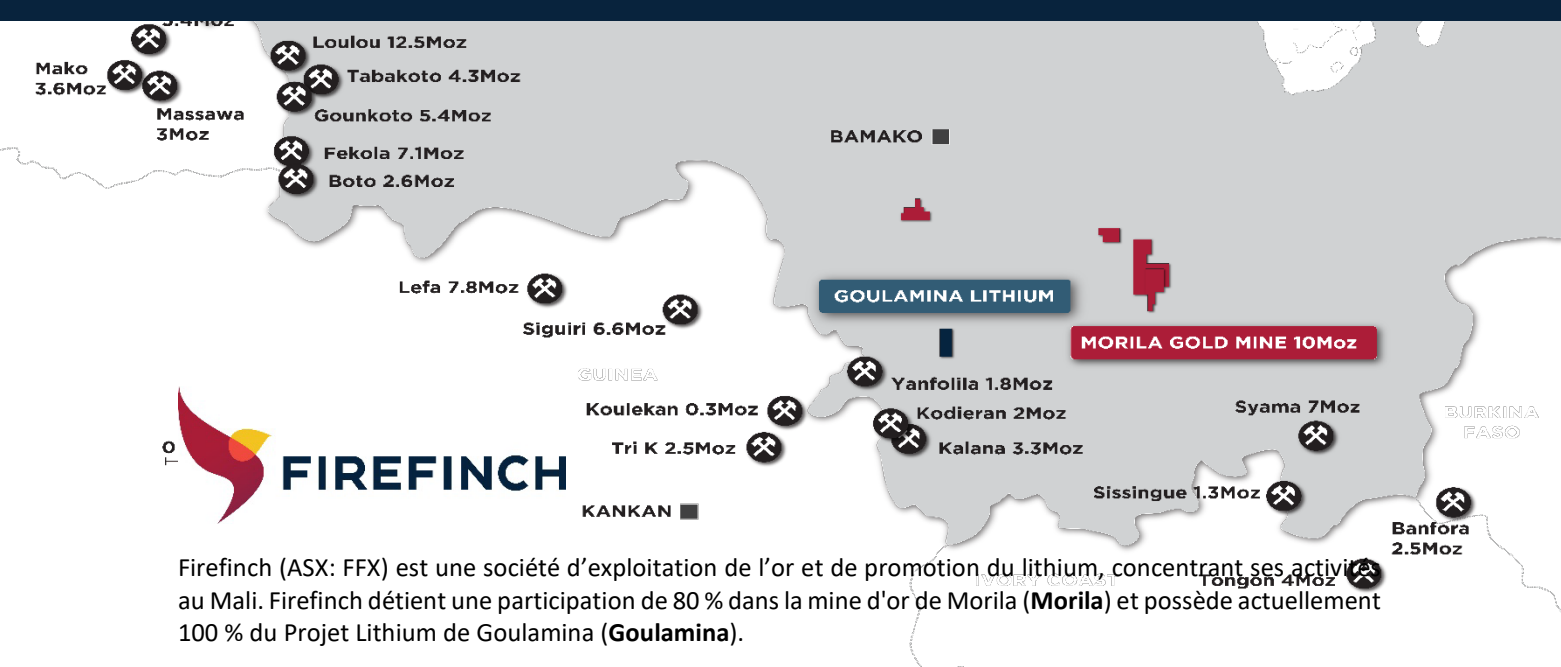 5.4Moz
Loulou 12.5Moz
Mako
3.6Moz
Tabakoto 4.3Moz
Massawa
3Moz
Gounkoto 5.4Moz
BAMAKO
Fekola 7.1Moz
Boto 2.6Moz
Lefa 7.8Moz
GOULAMINA LITHIUM
Siguiri 6.6Moz
MORILA GOLD MINE 10Moz
GUINEA
Yanfolila 1.8Moz
Koulekan 0.3Moz
Kodieran 2Moz
Syama 7Moz
BURKINA
FASO
Tri K 2.5Moz
Kalana 3.3Moz
FIREFINCH
Sissingue 1.3Moz
KANKAN
Banfora
2.5Moz
IVORY COAST
Tongon 4Moz
Firefinch (ASX: FFX) est une société d’exploitation de l’or et de promotion du lithium, concentrant ses activités
au Mali. Firefinch détient une participation de 80 % dans la mine d'or de Morila (Morila) et possède actuellement
100 % du Projet Lithium de Goulamina (Goulamina).